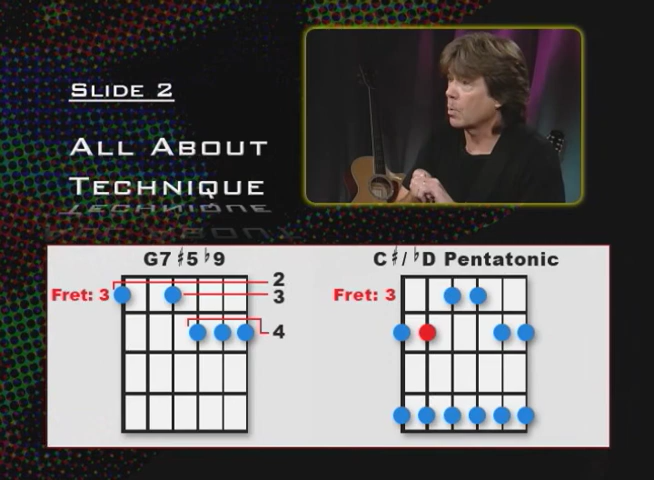 SLIDE 2
ALL ABOUT
TECHNIQUE
G7 ♯5 ♭9
Fret: 3
2
3
4
C♯/♭D Pentatonic
Fret: 3